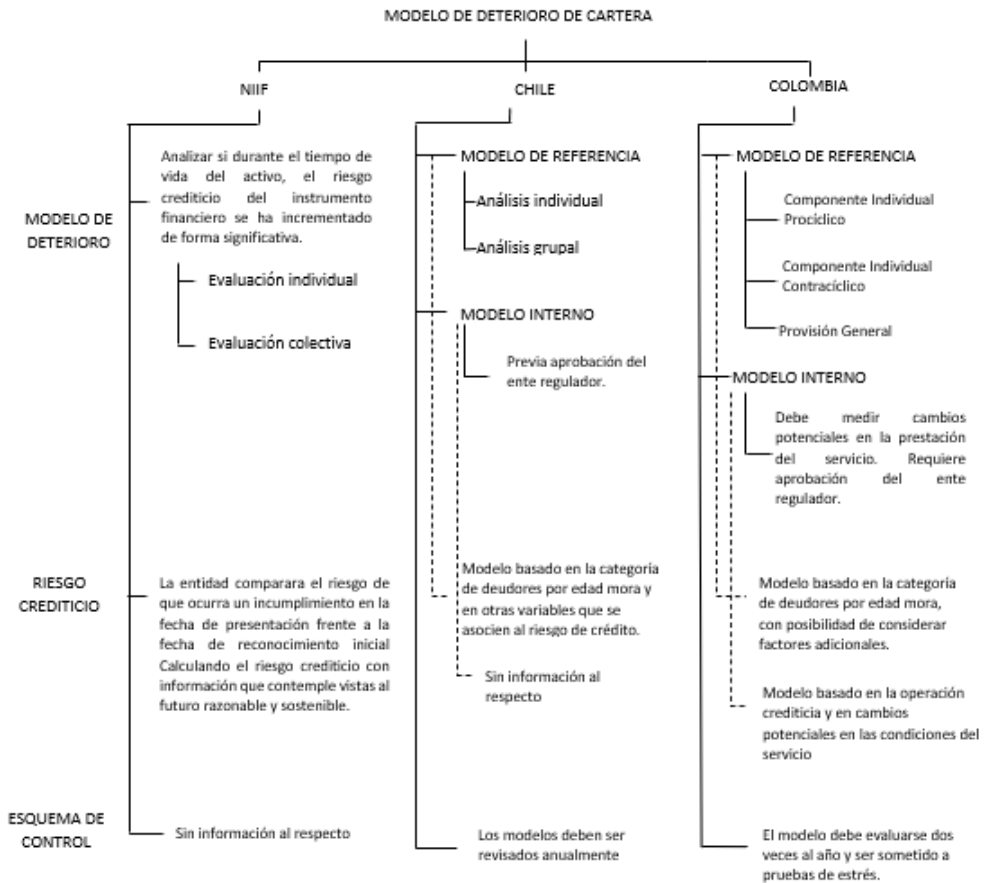 MODELO DE DETERIORO DE CARTERA
NIIF
CHILE
COLOMBIA
MODELO DE
DETERIORO
Analizar si durante el tiempo de
vida del activo, el riesgo
crediticio del instrumento
financiero se ha incrementado
de forma significativa.
Evaluación individual
Evaluación colectiva
MODELO DE REFERENCIA
Análisis individual
Análisis grupal
MODELO INTERNO
Previa aprobación del
ente regulador.
MODELO DE REFERENCIA
Componente Individual
Procíclico
Componente Individual
Contracíclico
Provisión General
MODELO INTERNO
Debe medir cambios
potenciales en la prestación
del servicio. Requiere
aprobación del ente
regulador.
RIESGO
CREDITICIO
La entidad comparara el riesgo de
que ocurra un incumplimiento en la
fecha de presentación frente a la
fecha de reconocimiento inicial
Calculando el riesgo crediticio con
información que contemple vistas al
futuro razonable y sostenible.
Modelo basado en la categoría
de deudores por edad mora y
en otras variables que se
asocien al riesgo de crédito.
Sin información al
respecto
Modelo basado en la categoría
de deudores por edad mora,
con posibilidad de considerar
factores adicionales.
Modelo basado en la operación
crediticia y en cambios
potenciales en las condiciones del
servicio
ESQUEMA DE
CONTROL
Sin información al respecto
Los modelos deben ser
revisados anualmente
El modelo debe evaluarse dos
veces al año y ser sometido a
pruebas de estrés.